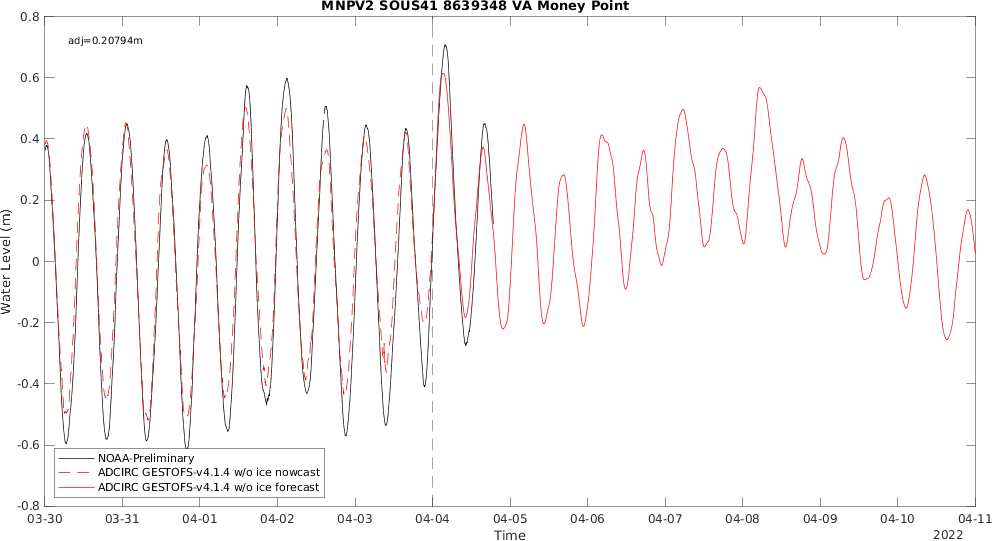 MNPV2 SOUS41 8639348 VA Money Point
adj=0.20794m
0.8
0.6
0.4
0.2
0
-0.2
-0.4
-0.6
-0.8
Water Level (m)
NOAA-Preliminary
ADCIRC GESTOFS-v4.1.4 w/o ice nowcast
ADCIRC GESTOFS-v4.1.4 w/o ice forecast
03-30 03-31 04-01 04-02 04-03 04-04 04-05 04-06 04-07 04-08 04-09 04-10 04-11
Time
2022